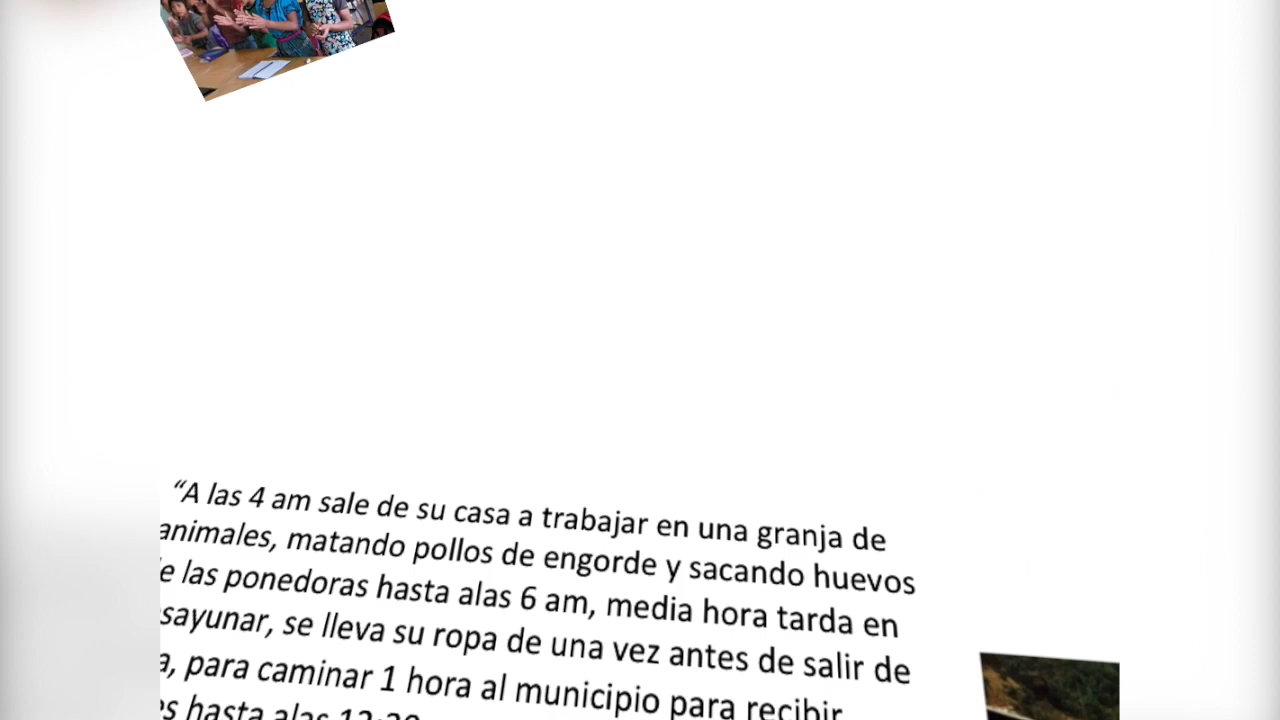 “A las 4 am sale de su casa a trabajar en una granja de
animales, matando pollos de engorde y sacando huevos
las ponedoras hasta alas 6 am, media hora tarda en
se lleva su ropa de una vez antes de salir de
para caminar 1 hora al municipio para recibir
hasta alas